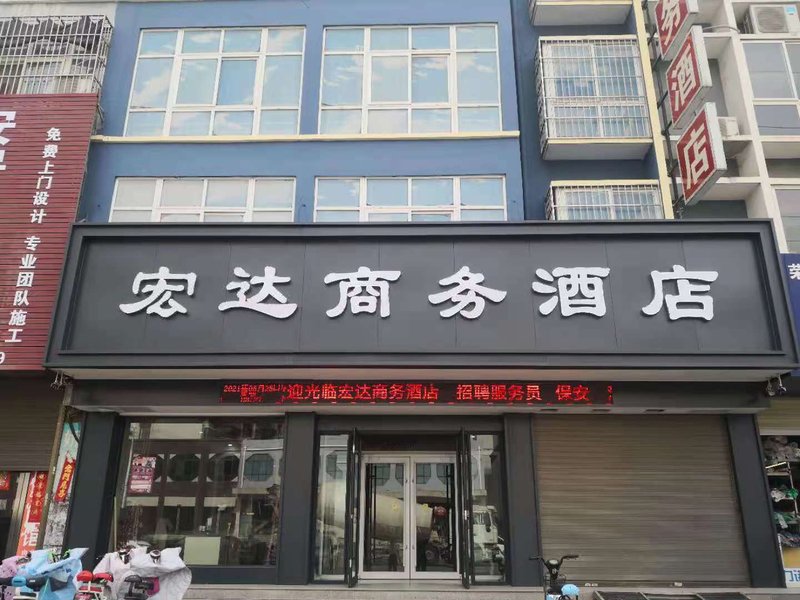 宏达商务酒店
迎光临宏达商务酒店 招聘服务员 保安
务酒店
免费上门设计
专业团队施工